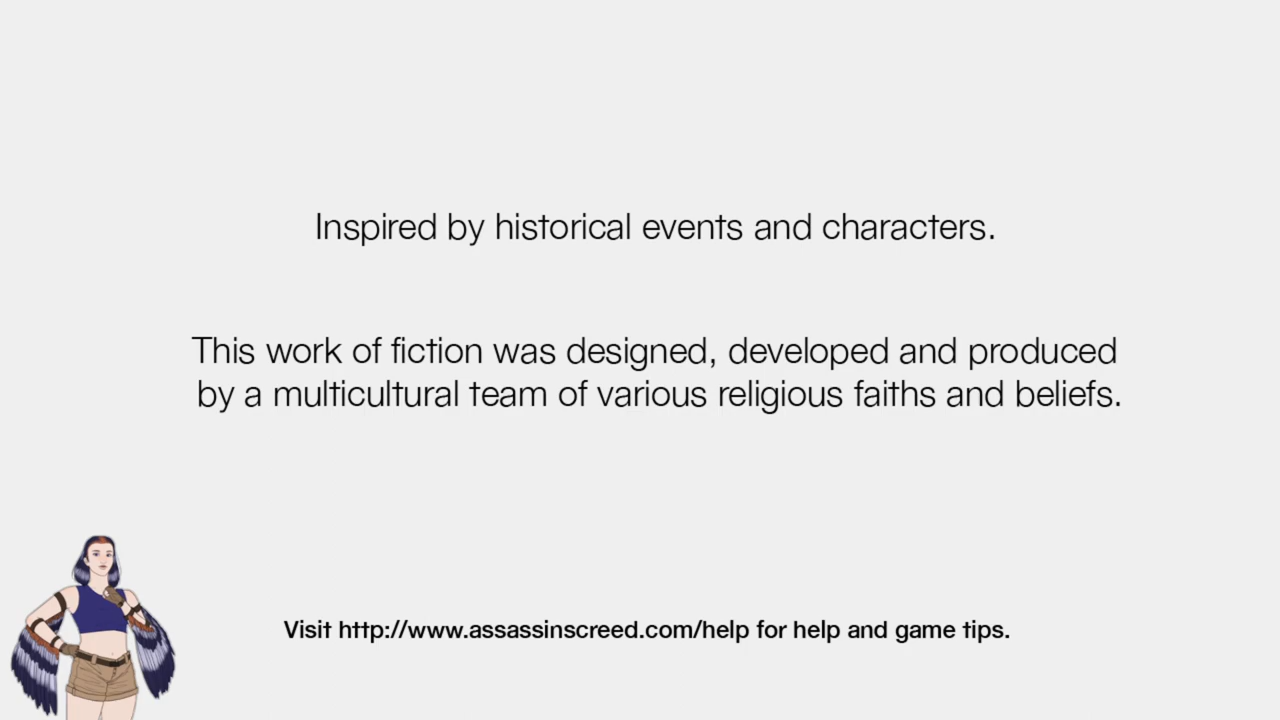 Inspired by historical events and characters.
This work of fiction was designed, developed and produced
by a multicultural team of various religious faiths and beliefs.
Visit http://www.assassinscreed.com/help for help and game tips.